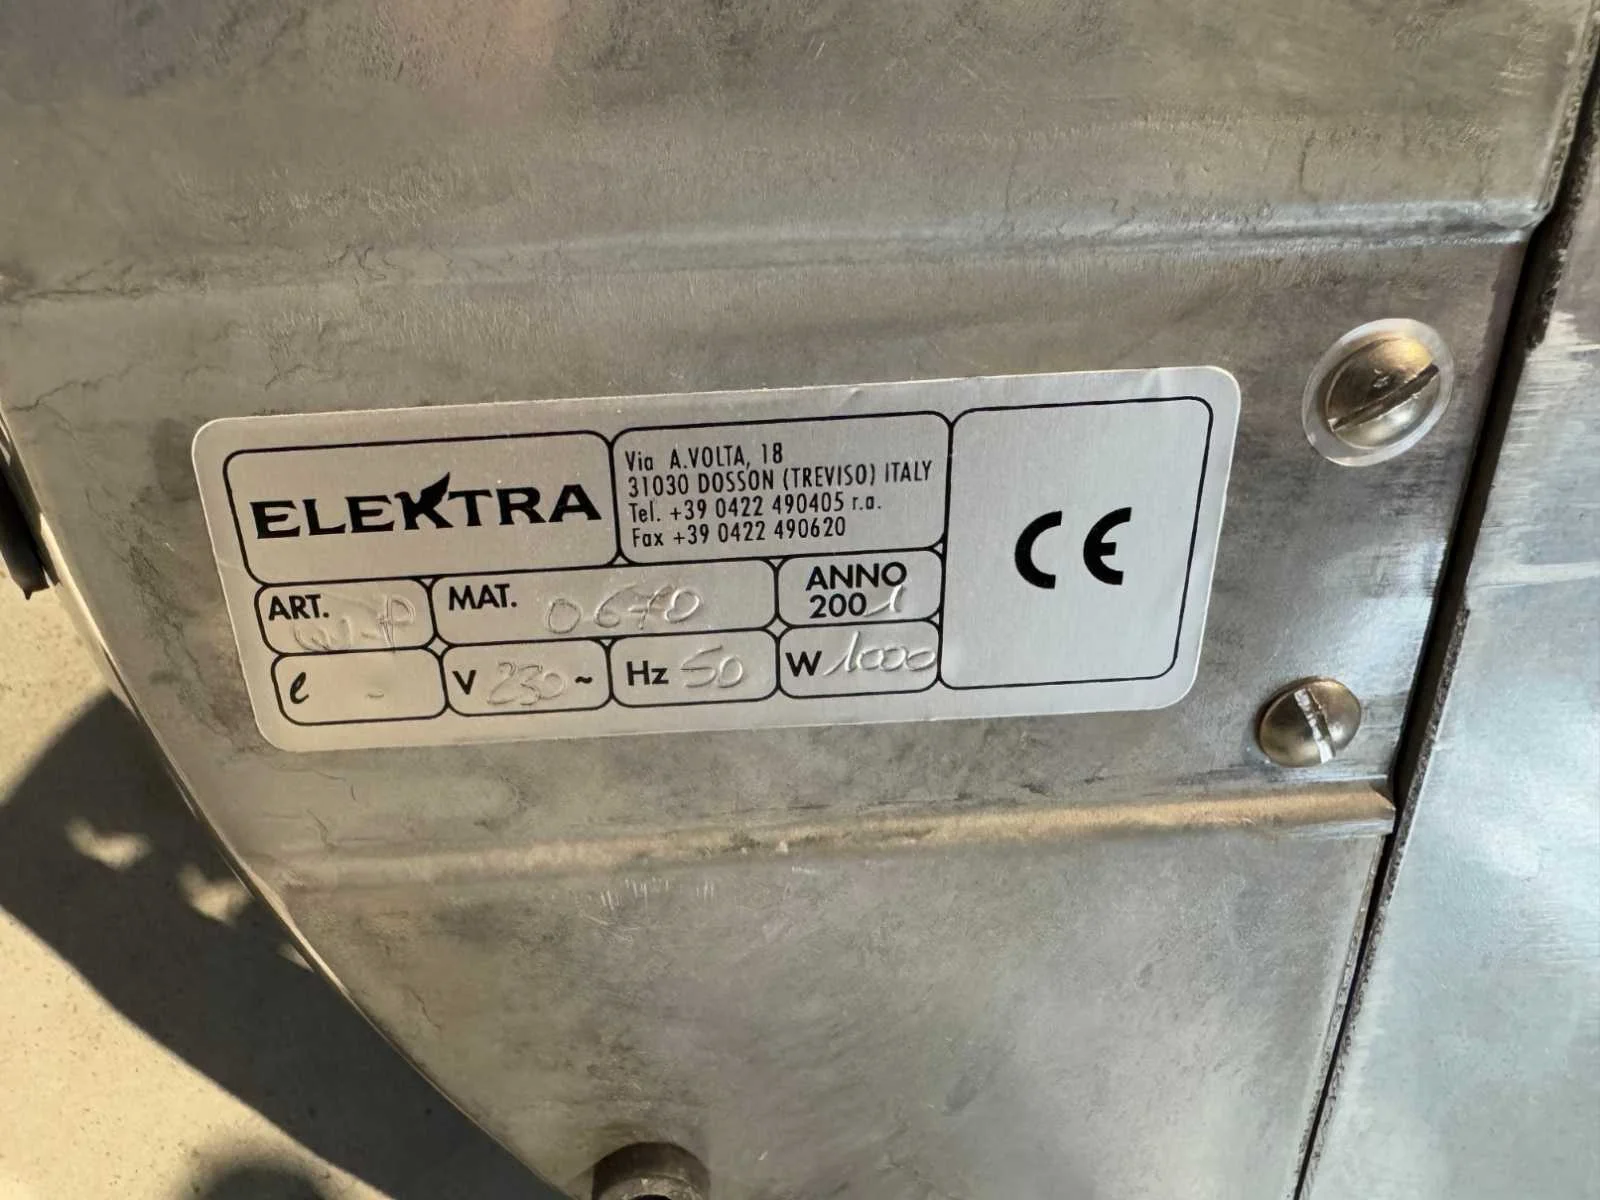 ELEKTRA
Via A.VOLTA, 18
31030 DOSSON (TREVISO) ITALY
Tel. +39 0422 490405 r.a.
Fax +39 0422 490620
ART.
MAT. 0670
ANNO
2001
ℓ -
V 230 ~
Hz 50
W 1000
CE